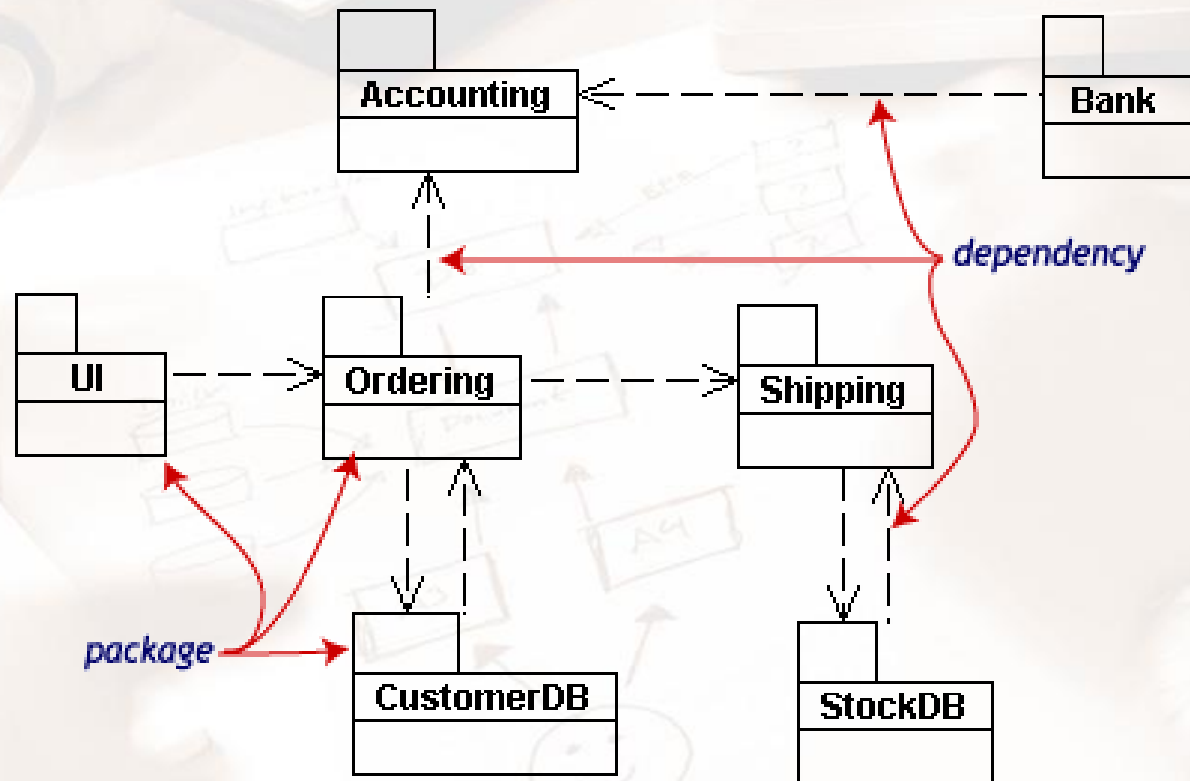 Accounting
Bank
dependency
UI
Ordering
Shipping
package
CustomerDB
StockDB